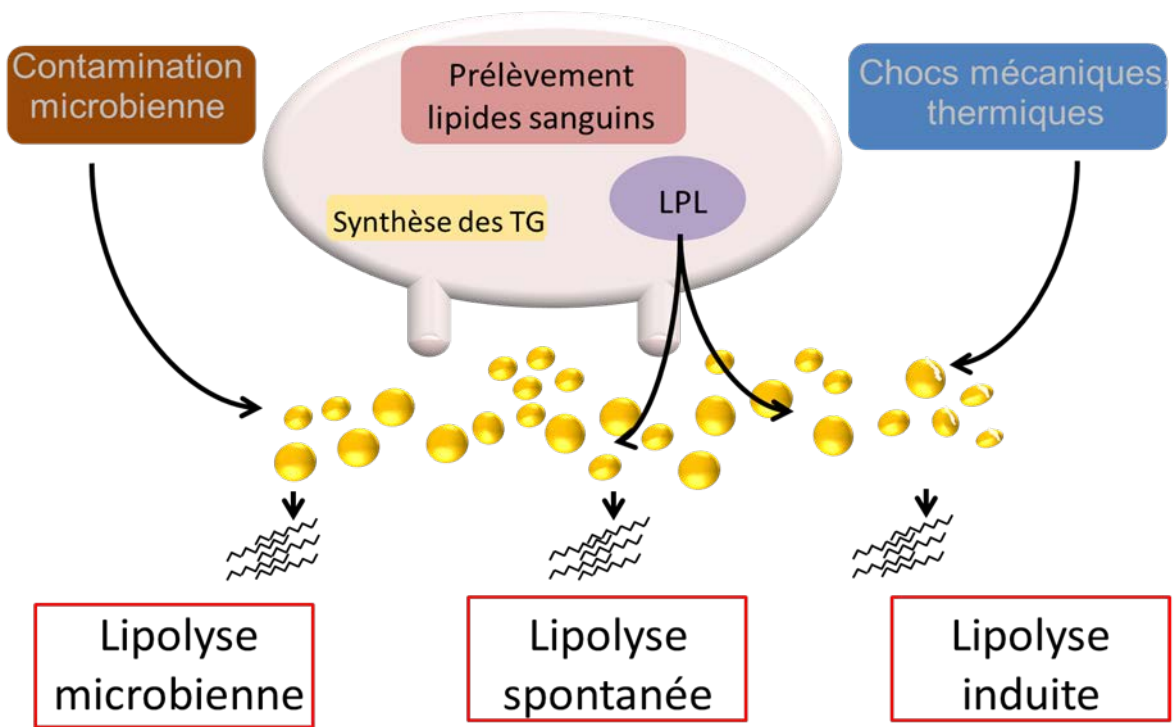 Contamination
microbienne
Prélèvement
lipides sanguins
Chocs mécaniques,
thermiques
Synthèse des TG
LPL
Lipolyse
microbienne
Lipolyse
spontanée
Lipolyse
induite